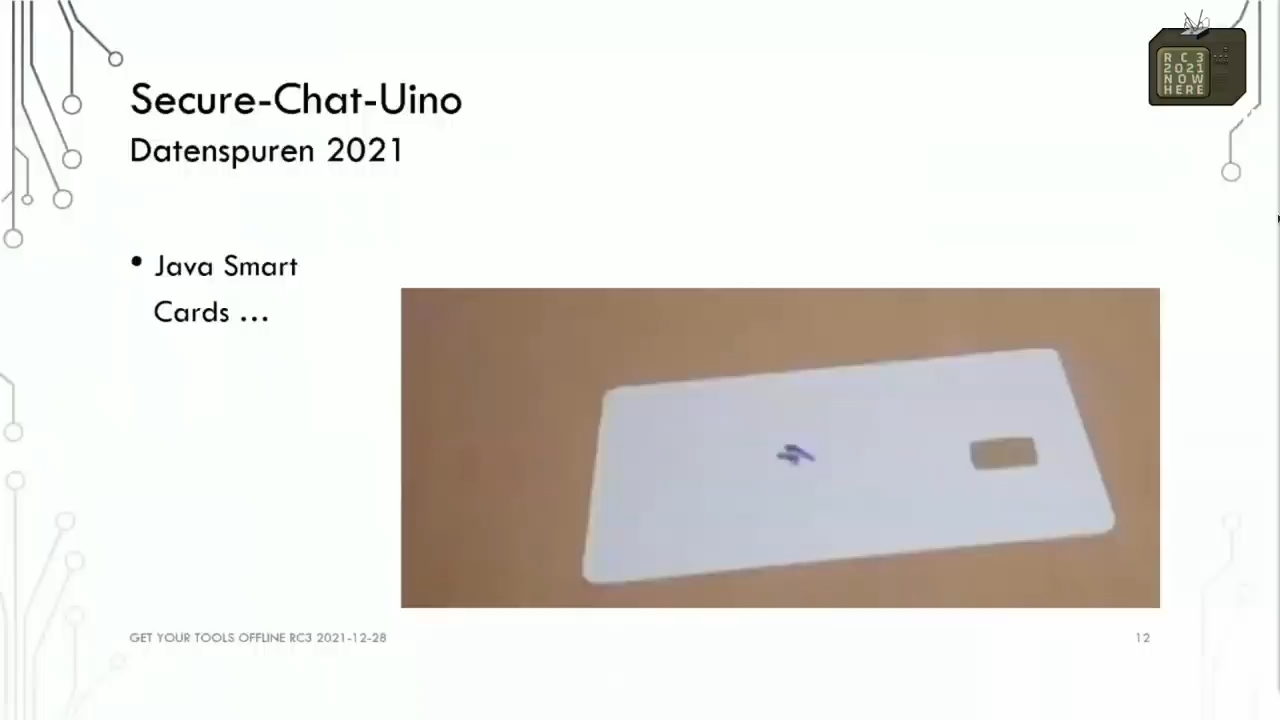 Secure-Chat-Uino
Datenspuren 2021
• Java Smart
Cards …
GET YOUR TOOLS OFFLINE RC3 2021-12-28
12
R C 3
2021
NOW
HERE